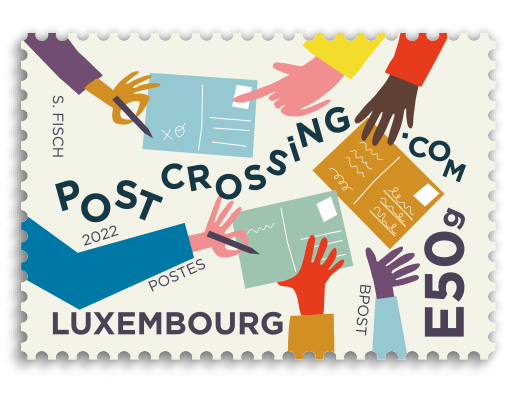 S. FISCH
POSTCROSSiNG.COM
2022
POSTES
BPOST
E50g
LUXEMBOURG